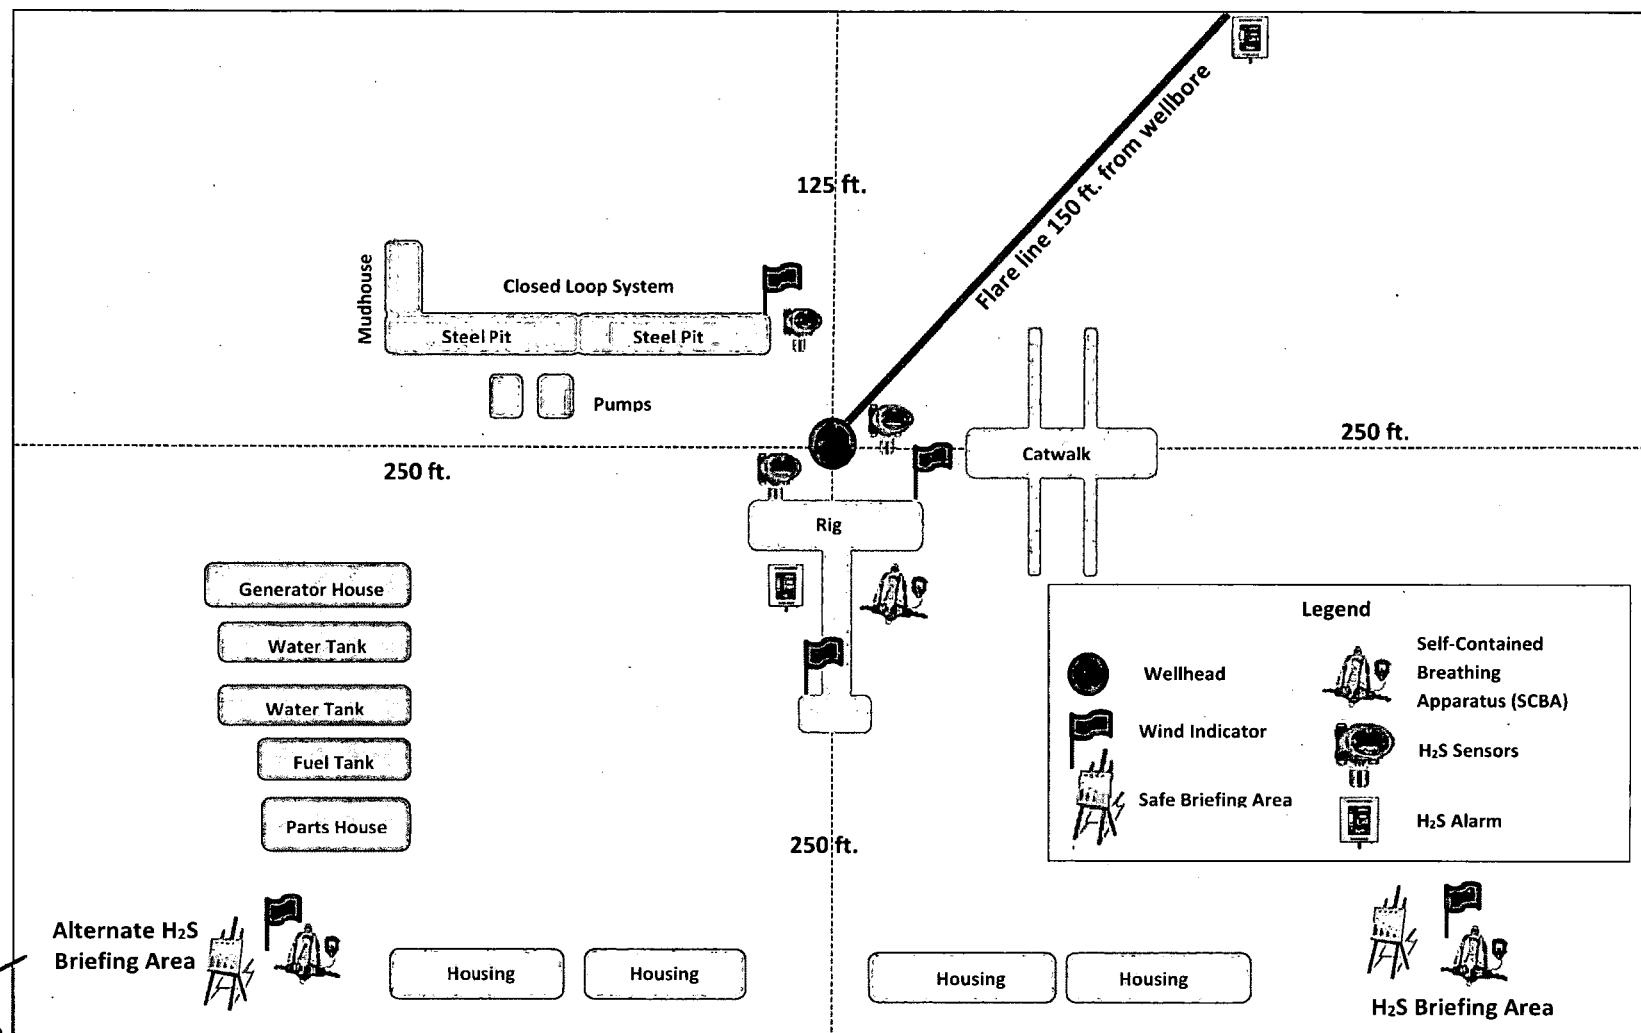 125 ft.
Flare line 150 ft. from wellbore
Mudhouse
Closed Loop System
Steel Pit
Steel Pit
Pumps
250 ft.
250 ft.
Catwalk
Rig
Generator House
Water Tank
Water Tank
Fuel Tank
Parts House
250 ft.
Legend
Wellhead
Wind Indicator
Safe Briefing Area
Self-Contained
Breathing
Apparatus (SCBA)
H₂S Sensors
H₂S Alarm
Alternate H₂S
Briefing Area
Housing
Housing
Housing
Housing
H₂S Briefing Area